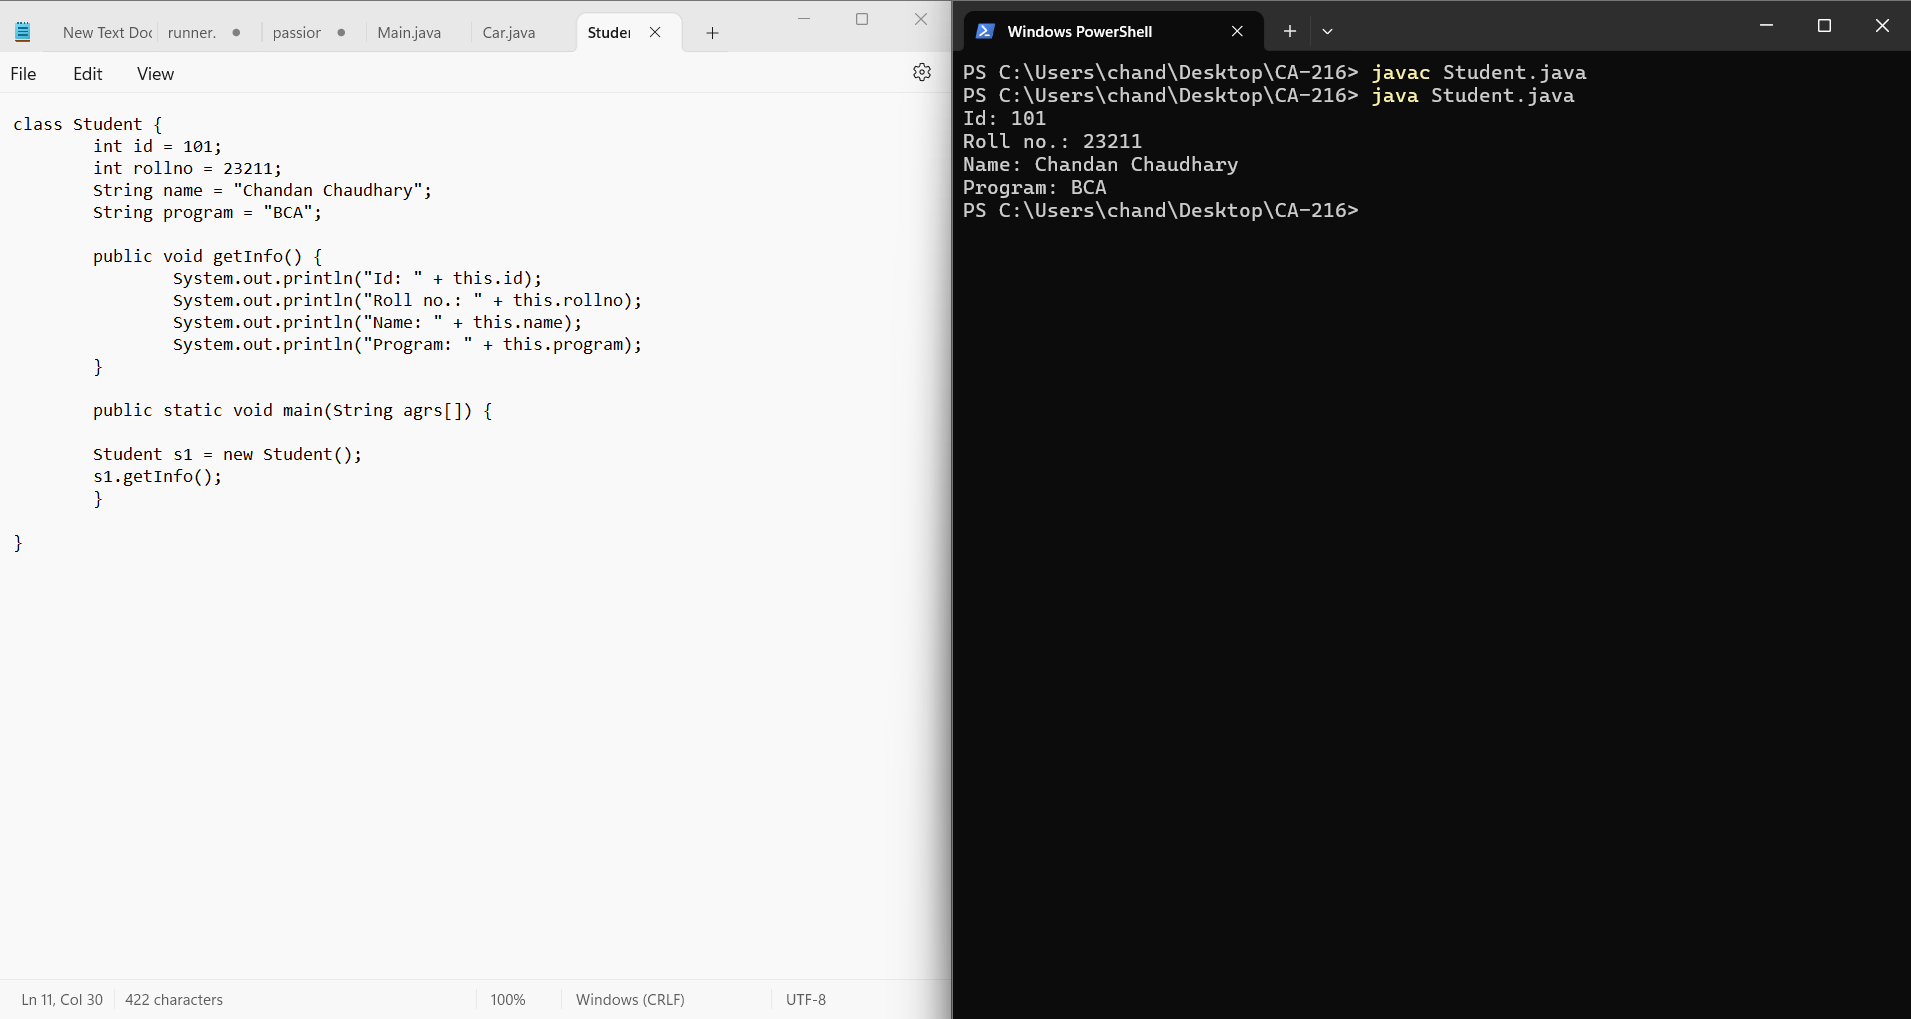 New Text Doc runner. passion Main.java Car.java Studen
File Edit View
class Student {
int id = 101;
int rollno = 23211;
String name = "Chandan Chaudhary";
String program = "BCA";
public void getInfo() {
System.out.println("Id: " + this.id);
System.out.println("Roll no.: " + this.rollno);
System.out.println("Name: " + this.name);
System.out.println("Program: " + this.program);
}
public static void main(String agrs[]) {
Student s1 = new Student();
s1.getInfo();
}
}
Ln 11, Col 30 422 characters 100% Windows (CRLF) UTF-8
Windows PowerShell
PS C:\Users\chand\Desktop\CA-216> javac Student.java
PS C:\Users\chand\Desktop\CA-216> java Student.java
Id: 101
Roll no.: 23211
Name: Chandan Chaudhary
Program: BCA
PS C:\Users\chand\Desktop\CA-216>